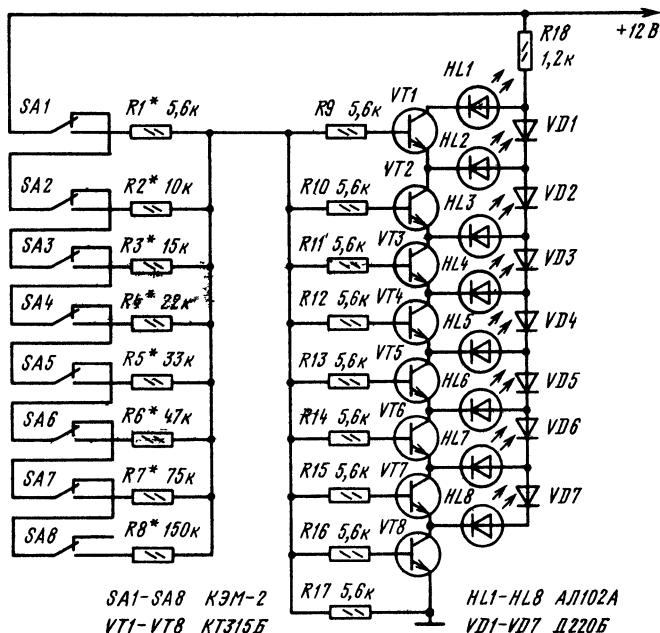 +12 В
R18
1,2к
HL1
SA1
R1* 5,6к
R9 5,6к
VT1
VD1
HL2
VT2
SA2
R2* 10к
R10 5,6к
HL3
VD2
VT3
SA3
R3* 15к
R11 5,6к
HL4
VD3
VT4
SA4
R4* 22к
R12 5,6к
HL5
VD4
VT5
SA5
R5* 33к
R13 5,6к
HL6
VD5
VT6
SA6
R6* 47к
R14 5,6к
HL7
VD6
SA7
R7* 75к
R15 5,6к
VT7
HL8
VD7
SA8
R8* 150к
R16 5,6к
VT8
R17 5,6к
SA1-SA8 КЭМ-2
HL1-HL8 АЛ102А
VT1-VT8 КТ315Б
VD1-VD7 Д220Б